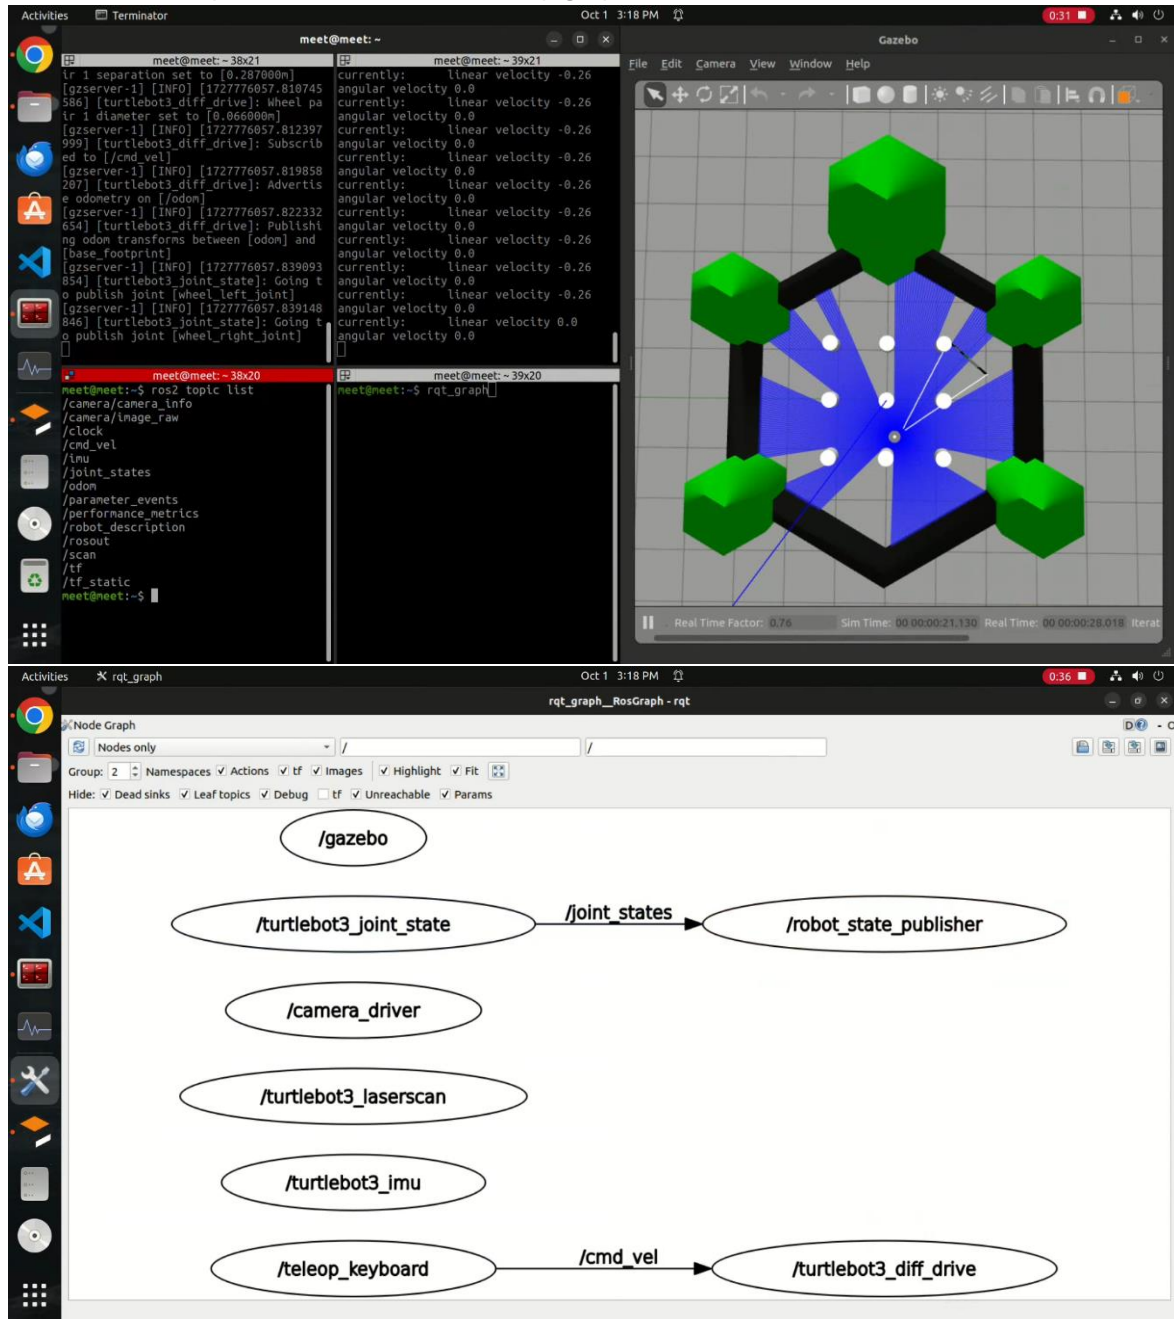 Activities Terminator Oct 1 3:18 PM 0:31
meet@meet: ~
meet@meet: ~ 38x21
ir 1 separation set to [0.287000m]
[gzserver-1] [INFO] [1727776057.810745
586] [turtlebot3_diff_drive]: Wheel pa
ir 1 diameter set to [0.066000m]
[gzserver-1] [INFO] [1727776057.812397
999] [turtlebot3_diff_drive]: Subscrib
ed to [/cmd_vel]
[gzserver-1] [INFO] [1727776057.819858
207] [turtlebot3_diff_drive]: Advertis
e odometry on [/odom]
[gzserver-1] [INFO] [1727776057.822332
654] [turtlebot3_diff_drive]: Publishi
ng odom transforms between [odom] and
[base_footprint]
[gzserver-1] [INFO] [1727776057.839093
854] [turtlebot3_joint_state]: Going t
o publish joint [wheel_left_joint]
[gzserver-1] [INFO] [1727776057.839148
846] [turtlebot3_joint_state]: Going t
o publish joint [wheel_right_joint]
meet@meet: ~ 39x21
currently: linear velocity -0.26
angular velocity 0.0
currently: linear velocity -0.26
angular velocity 0.0
currently: linear velocity -0.26
angular velocity 0.0
currently: linear velocity -0.26
angular velocity 0.0
currently: linear velocity -0.26
angular velocity 0.0
currently: linear velocity -0.26
angular velocity 0.0
currently: linear velocity -0.26
angular velocity 0.0
currently: linear velocity -0.26
angular velocity 0.0
currently: linear velocity -0.26
angular velocity 0.0
currently: linear velocity 0.0
angular velocity 0.0
meet@meet: ~ 38x20
meet@meet:~$ ros2 topic list
/camera/camera_info
/camera/image_raw
/clock
/cmd_vel
/imu
/joint_states
/odom
/parameter_events
/performance_metrics
/robot_description
/rosout
/scan
/tf
/tf_static
meet@meet:~$
meet@meet: ~ 39x20
meet@meet:~$ rqt_graph
Gazebo
File Edit Camera View Window Help
Real Time Factor: 0.76 Sim Time: 00 00:00:21.130 Real Time: 00 00:00:28.018 Iterat
Activities rqt_graph Oct 1 3:18 PM 0:36
rqt_graph__RosGraph - rqt
Node Graph D - O
Nodes only / /
Group: 2 Namespaces Actions tf Images Highlight Fit
Hide: Dead sinks Leaf topics Debug tf Unreachable Params
/gazebo
/turtlebot3_joint_state /joint_states /robot_state_publisher
/camera_driver
/turtlebot3_laserscan
/turtlebot3_imu
/teleop_keyboard /cmd_vel /turtlebot3_diff_drive